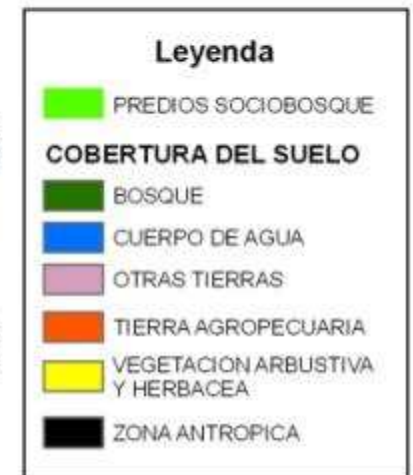 Leyenda
PREDIOS SOCIOBOSQUE
COBERTURA DEL SUELO
BOSQUE
CUERPO DE AGUA
OTRAS TIERRAS
TIERRA AGROPECUARIA
VEGETACION ARBUSTIVA
Y HERBACEA
ZONA ANTROPICA